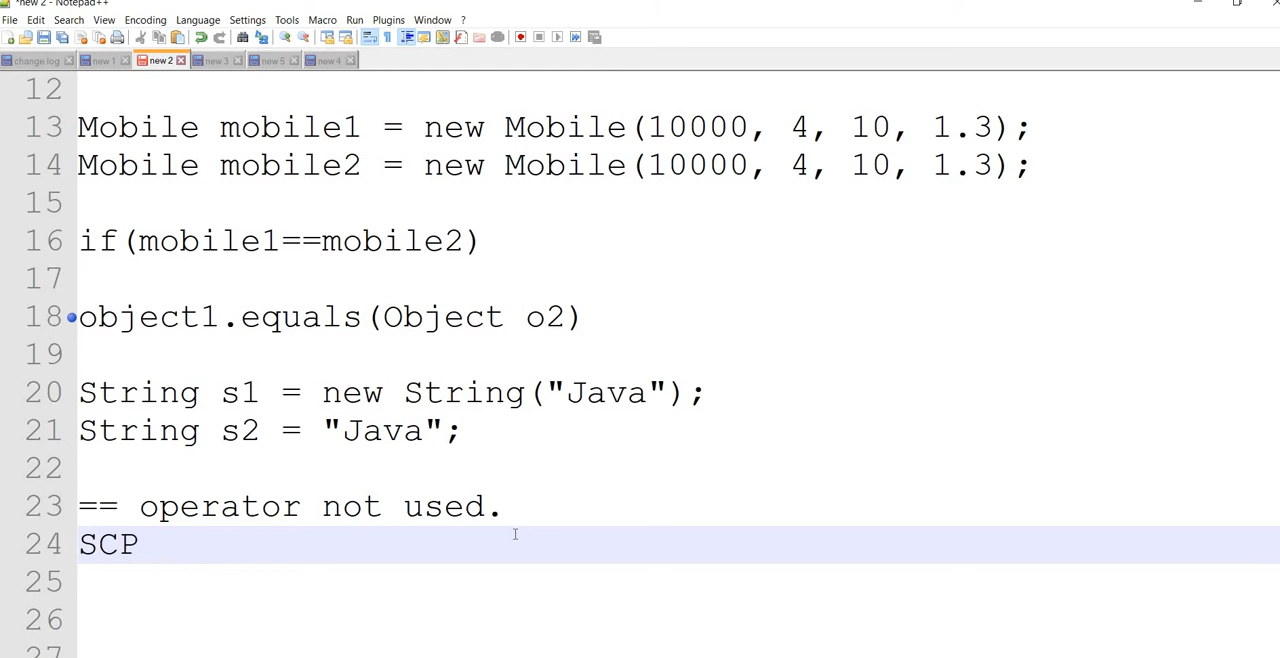 *new 2 - Notepad++
File Edit Search View Encoding Language Settings Tools Macro Run Plugins Window ?
change log new 1 new 2 new 3 new 5 new 4
12
13 Mobile mobile1 = new Mobile(10000, 4, 10, 1.3);
14 Mobile mobile2 = new Mobile(10000, 4, 10, 1.3);
15
16 if(mobile1==mobile2)
17
18 object1.equals(Object o2)
19
20 String s1 = new String("Java");
21 String s2 = "Java";
22
23 == operator not used.
24 SCP
25
26
27